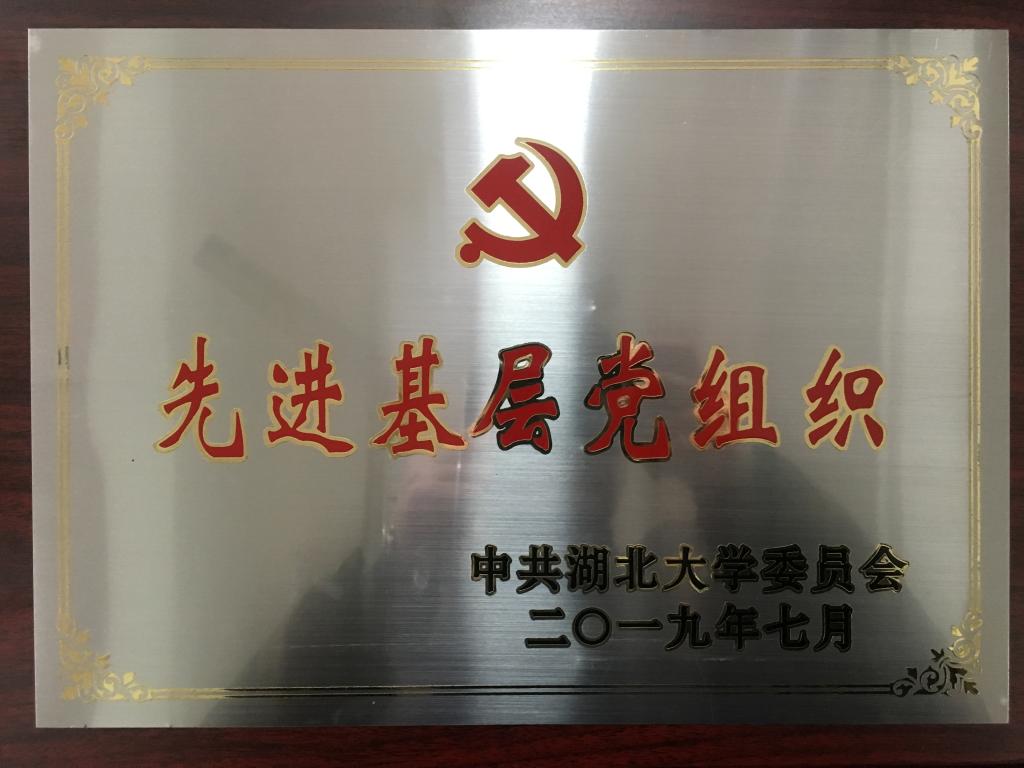 先进基层党组织
中共湖北大学委员会
二〇一九年七月